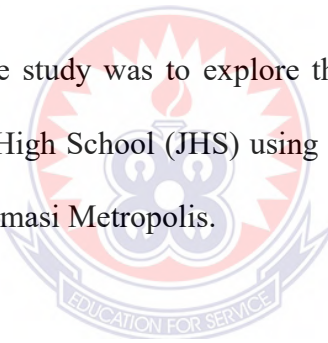 e study was to explore th
High School (JHS) using
masi Metropolis.
EDUCATION FOR SERVICE